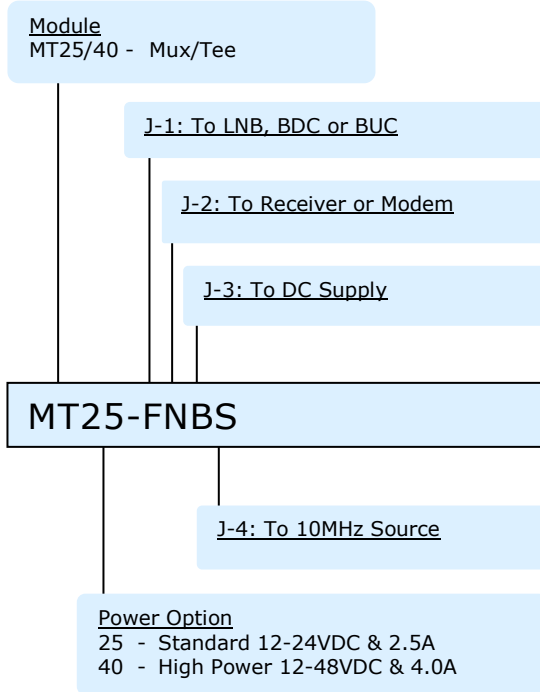 Module
MT25/40 - Mux/Tee
J-1: To LNB, BDC or BUC
J-2: To Receiver or Modem
J-3: To DC Supply
MT25-FNBS
J-4: To 10MHz Source
Power Option
25 - Standard 12-24VDC & 2.5A
40 - High Power 12-48VDC & 4.0A